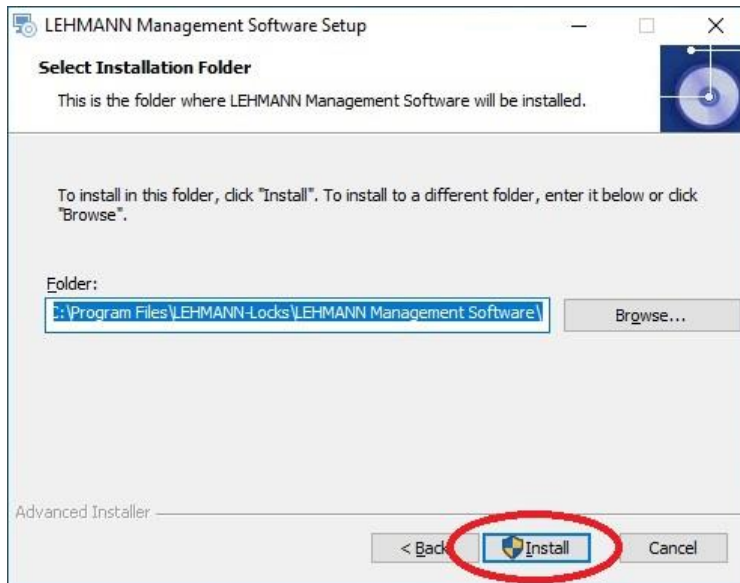 LEHMANN Management Software Setup
Select Installation Folder
This is the folder where LEHMANN Management Software will be installed.
To install in this folder, click "Install". To install to a different folder, enter it below or click
"Browse".
Folder:
C:\Program Files\LEHMANN-Locks\LEHMANN Management Software\
Browse...
Advanced Installer
< Back
Install
Cancel